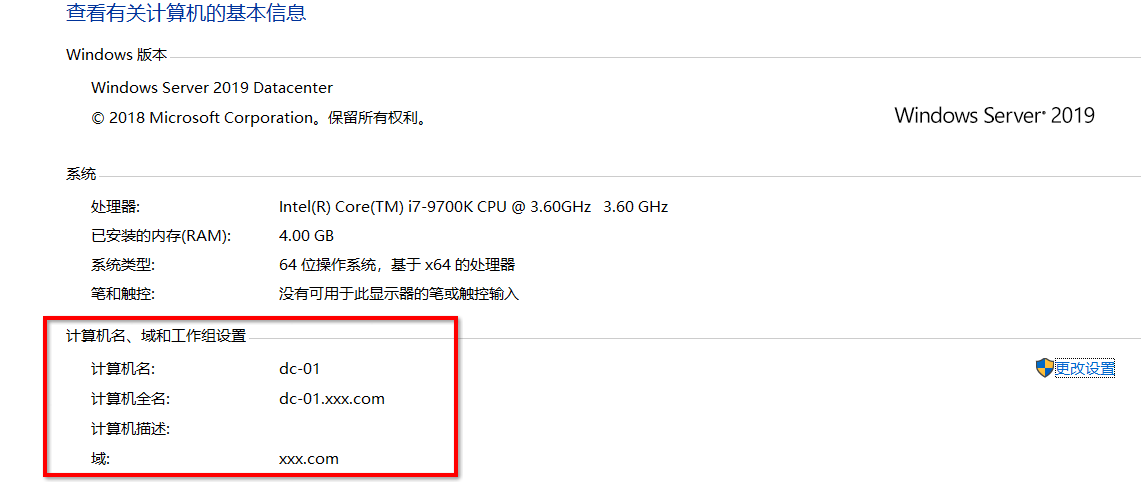 查看有关计算机的基本信息
Windows 版本
Windows Server 2019 Datacenter
© 2018 Microsoft Corporation。保留所有权利。
Windows Server® 2019
系统
处理器: Intel(R) Core(TM) i7-9700K CPU @ 3.60GHz 3.60 GHz
已安装的内存(RAM): 4.00 GB
系统类型: 64 位操作系统，基于 x64 的处理器
笔和触控: 没有可用于此显示器的笔或触控输入
计算机名、域和工作组设置
计算机名: dc-01 更改设置
计算机全名: dc-01.xxx.com
计算机描述:
域: xxx.com